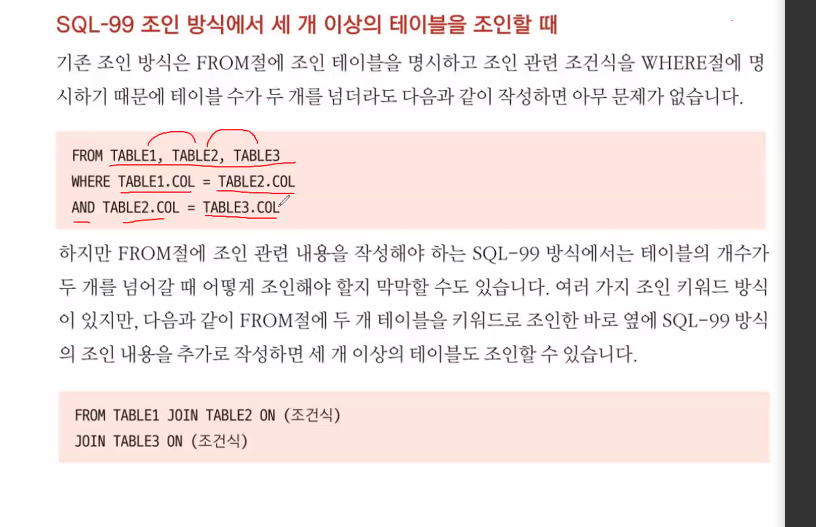 SQL-99 조인 방식에서 세 개 이상의 테이블을 조인할 때
기존 조인 방식은 FROM절에 조인 테이블을 명시하고 조인 관련 조건식을 WHERE절에 명
시하기 때문에 테이블 수가 두 개를 넘더라도 다음과 같이 작성하면 아무 문제가 없습니다.
FROM TABLE1, TABLE2, TABLE3
WHERE TABLE1.COL = TABLE2.COL
AND TABLE2.COL = TABLE3.COL
하지만 FROM절에 조인 관련 내용을 작성해야 하는 SQL-99 방식에서는 테이블의 개수가
두 개를 넘어갈 때 어떻게 조인해야 할지 막막할 수도 있습니다. 여러 가지 조인 키워드 방식
이 있지만, 다음과 같이 FROM절에 두 개 테이블을 키워드로 조인한 바로 옆에 SQL-99 방식
의 조인 내용을 추가로 작성하면 세 개 이상의 테이블도 조인할 수 있습니다.
FROM TABLE1 JOIN TABLE2 ON (조건식)
JOIN TABLE3 ON (조건식)